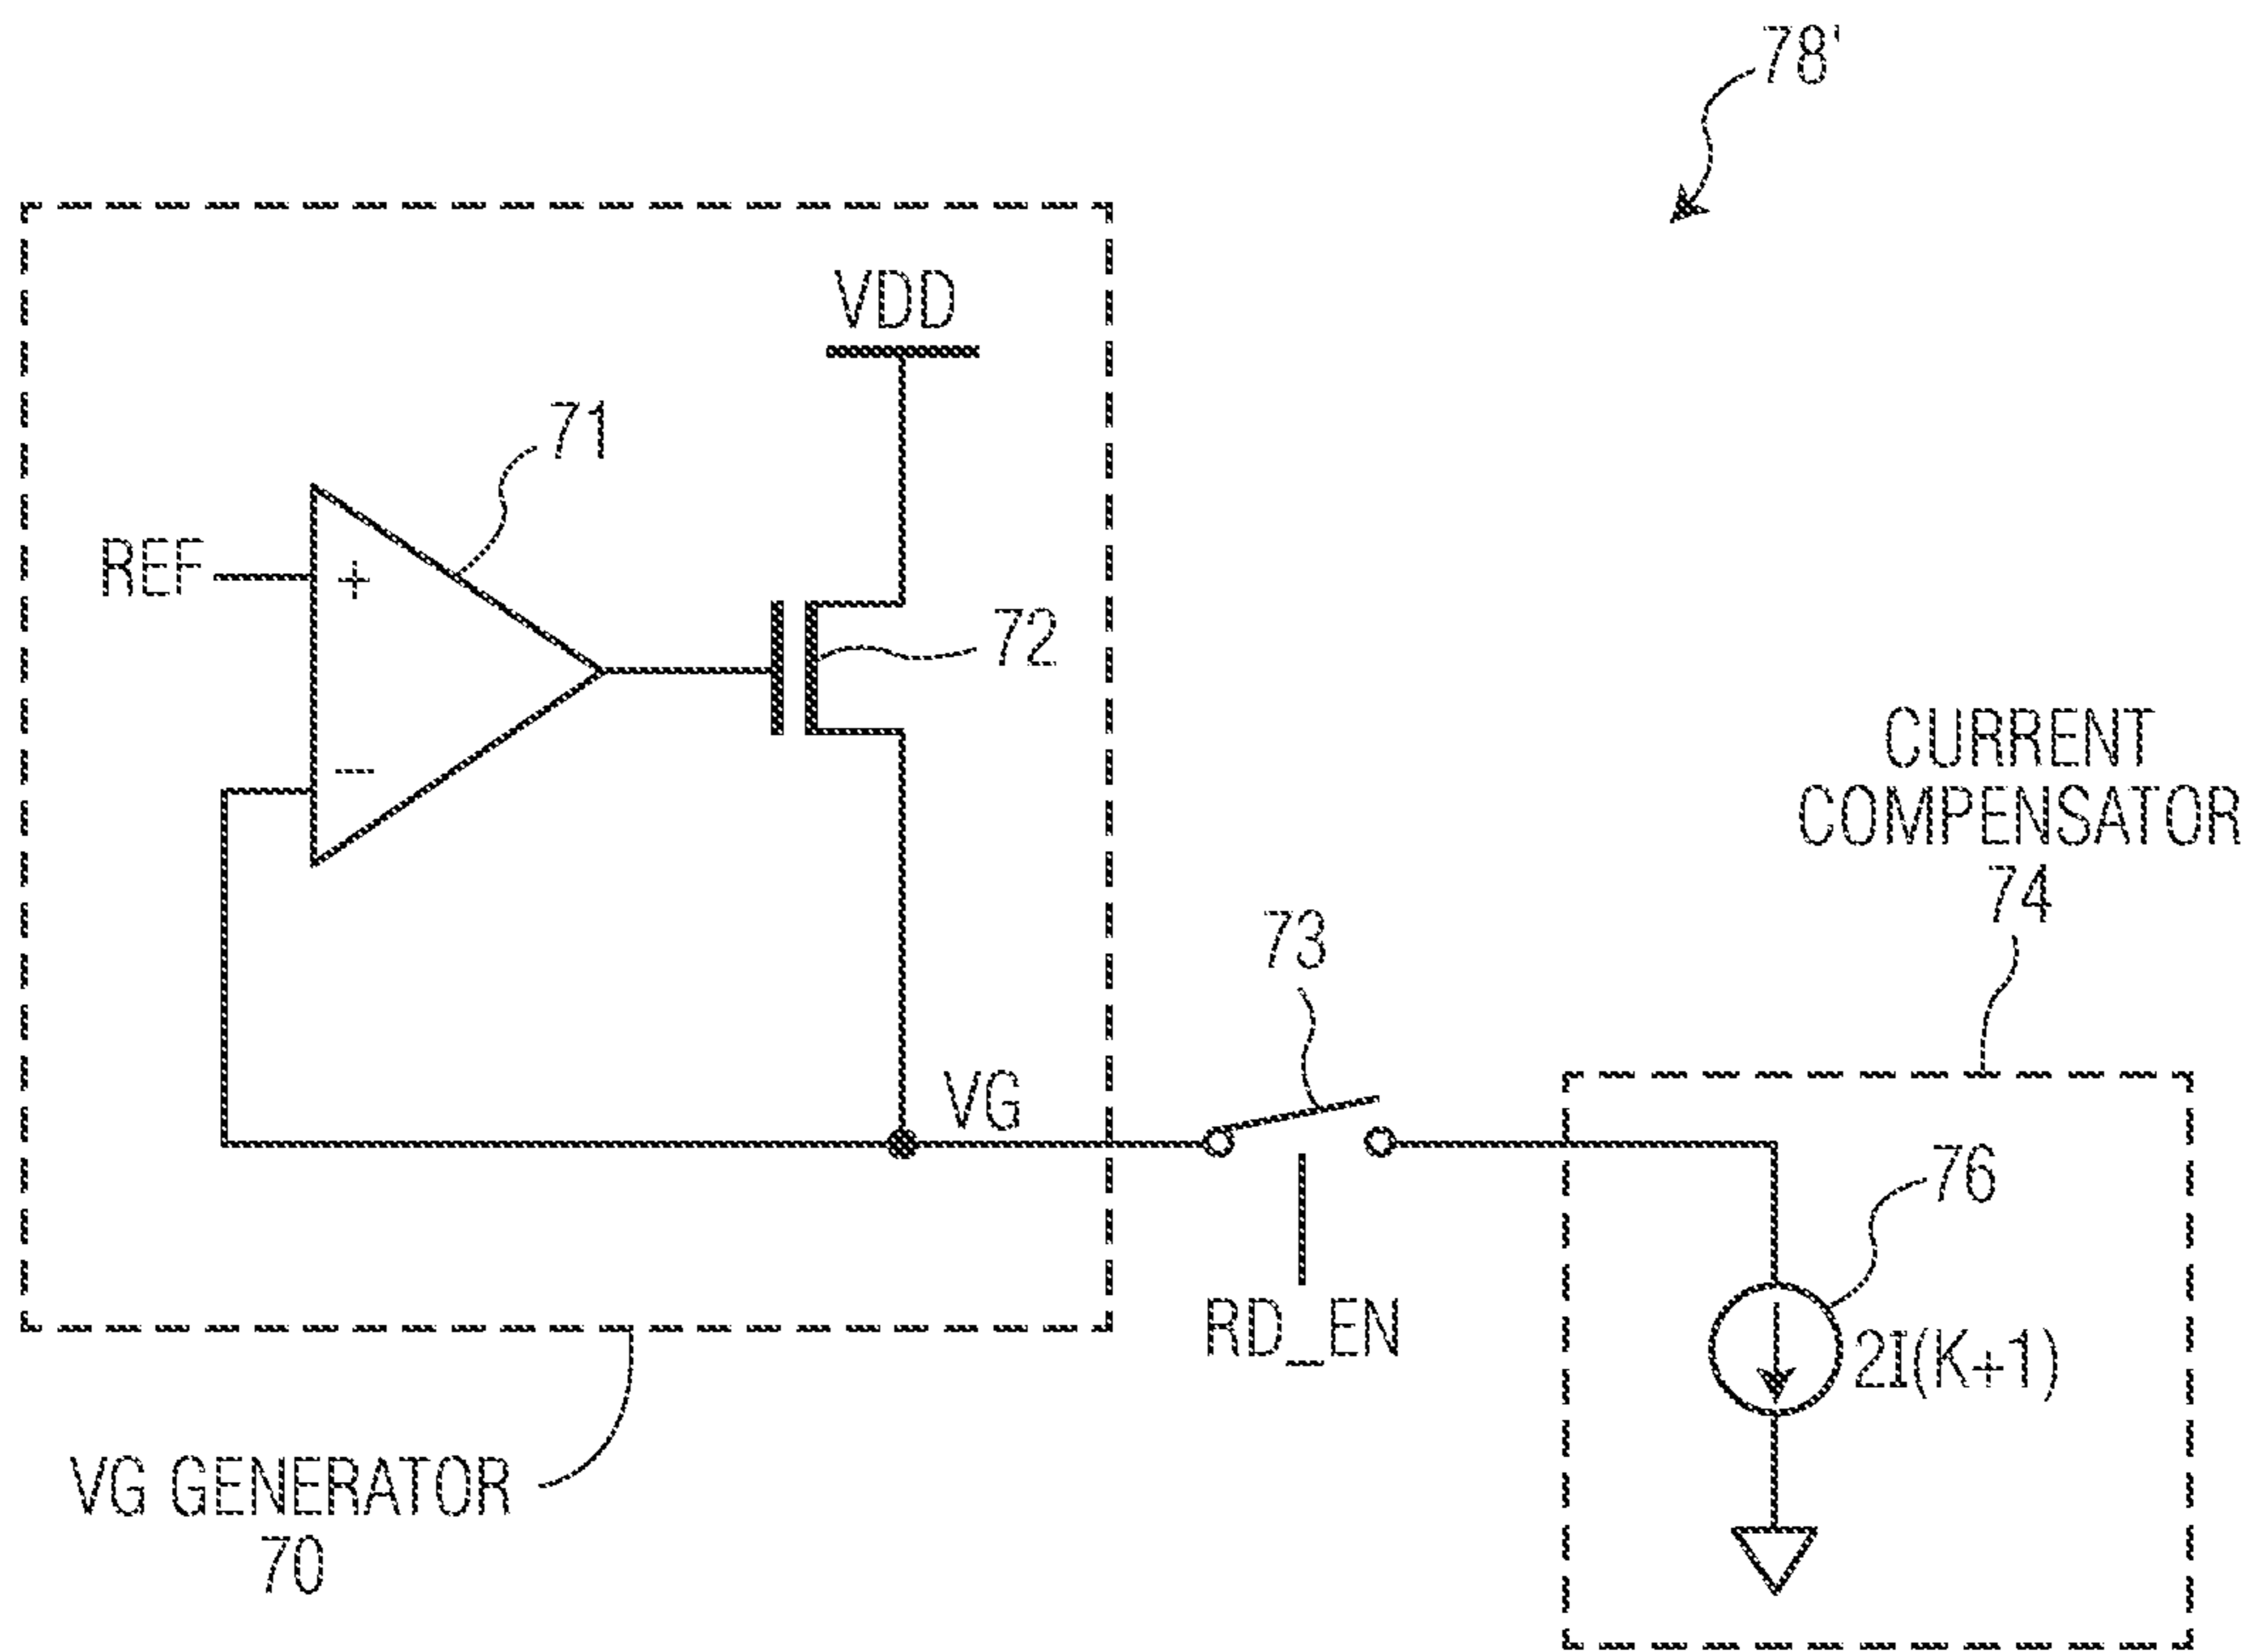 78'
VDD
71
REF
+
72
-
CURRENT
COMPENSATOR
74
73
VG
76
RD_EN
2I(K+1)
VG GENERATOR
70